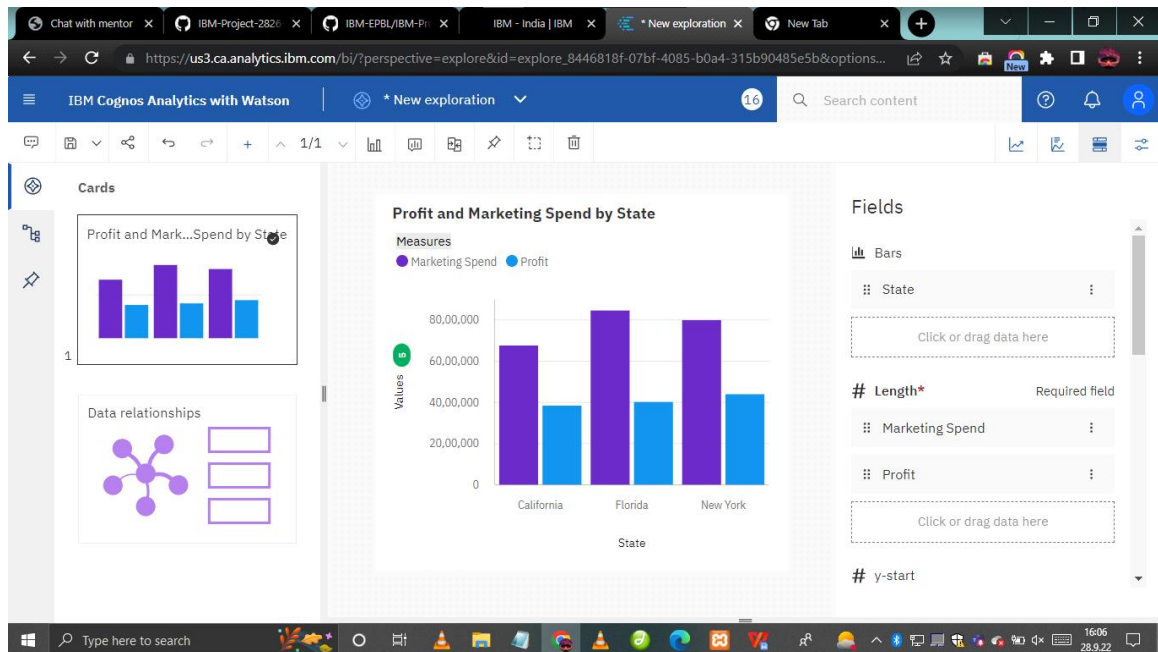 Chat with mentor
IBM-Project-2826
IBM-EPBL/IBM-Pro
IBM - India | IBM
* New exploration
New Tab
https://us3.ca.analytics.ibm.com/bi/?perspective=explore&id=explore_8446818f-07bf-4085-b0a4-315b90485e5b&options...
New
IBM Cognos Analytics with Watson
* New exploration
16
Search content
1/1
Cards
Profit and Mark...Spend by State
1
Data relationships
Profit and Marketing Spend by State
Measures
Marketing Spend
Profit
80,00,000
60,00,000
40,00,000
20,00,000
0
Values
California
Florida
New York
State
Fields
Bars
State
Click or drag data here
# Length*
Required field
Marketing Spend
Profit
Click or drag data here
# y-start
Type here to search
16:06
28.9.22